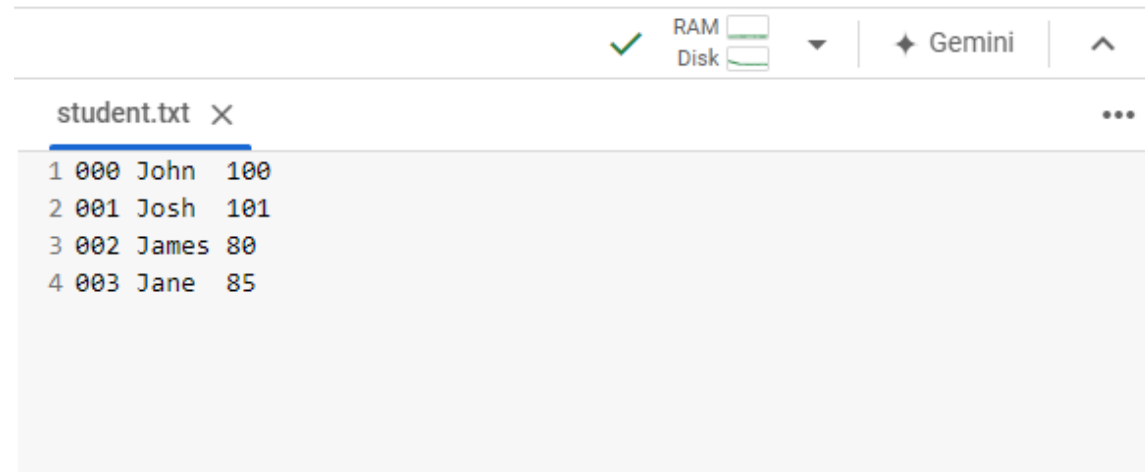 RAM
Disk
Gemini
student.txt
1 000 John  100
2 001 Josh  101
3 002 James 80
4 003 Jane  85